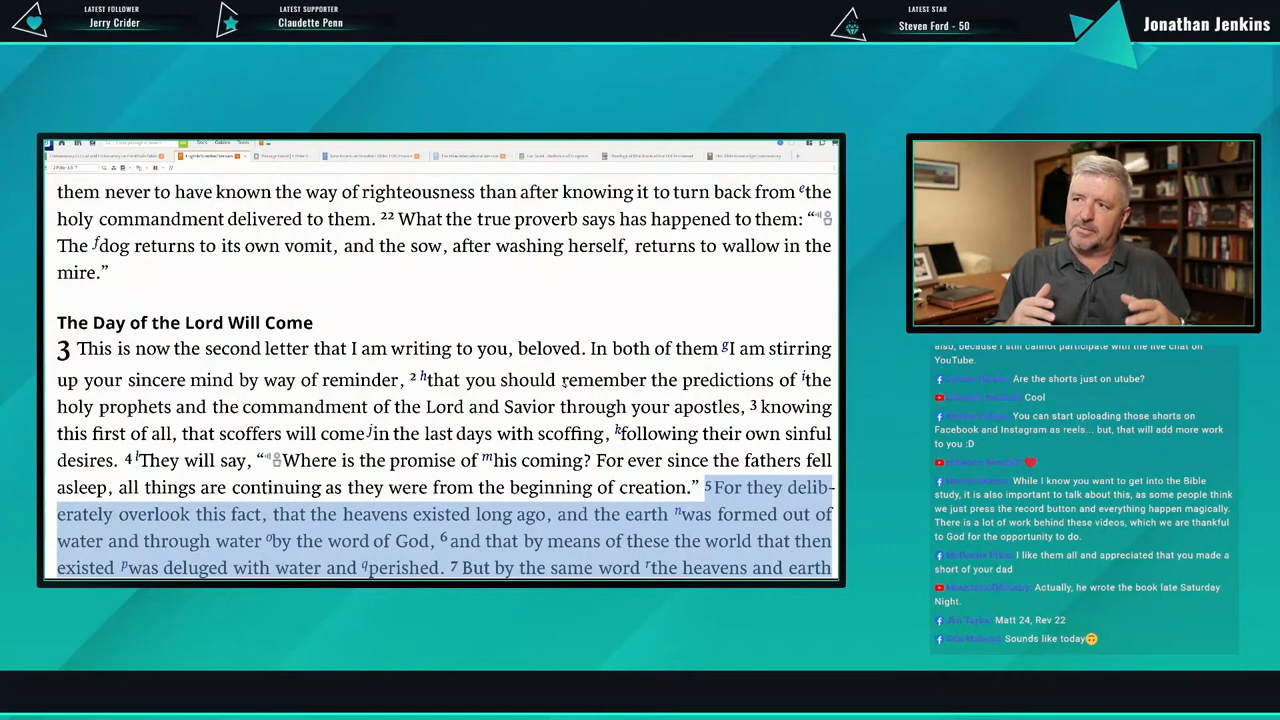 LATEST FOLLOWER
Jerry Crider
LATEST SUPPORTER
Claudette Penn
LATEST STAR
Steven Ford - 50
Jonathan Jenkins
them never to have known the way of righteousness than after knowing it to turn back from ᵉthe
holy commandment delivered to them. ²² What the true proverb says has happened to them: “
The ᶠdog returns to its own vomit, and the sow, after washing herself, returns to wallow in the
mire.”
The Day of the Lord Will Come
3 This is now the second letter that I am writing to you, beloved. In both of them ᵍI am stirring
up your sincere mind by way of reminder, ² ʰthat you should remember the predictions of ⁱthe
holy prophets and the commandment of the Lord and Savior through your apostles, ³ knowing
this first of all, that scoffers will come ʲin the last days with scoffing, ᵏfollowing their own sinful
desires. ⁴ ˡThey will say, “Where is the promise of ᵐhis coming? For ever since the fathers fell
asleep, all things are continuing as they were from the beginning of creation.” ⁵ For they delib-
erately overlook this fact, that the heavens existed long ago, and the earth ⁿwas formed out of
water and through water ᵒby the word of God, ⁶ and that by means of these the world that then
existed ᵖwas deluged with water and ᑫperished. ⁷ But by the same word ʳthe heavens and earth
also, because I still cannot participate with the live chat on
YouTube.
Are the shorts just on utube?
Cool
You can start uploading those shorts on
Facebook and Instagram as reels... but, that will add more work
to you :D
While I know you want to get into the Bible
study, it is also important to talk about this, as some people think
we just press the record button and everything happen magically.
There is a lot of work behind these videos, which we are thankful
to God for the opportunity to do.
I like them all and appreciated that you made a
short of your dad
Actually, he wrote the book late Saturday
Night.
Matt 24, Rev 22
Sounds like today🙃